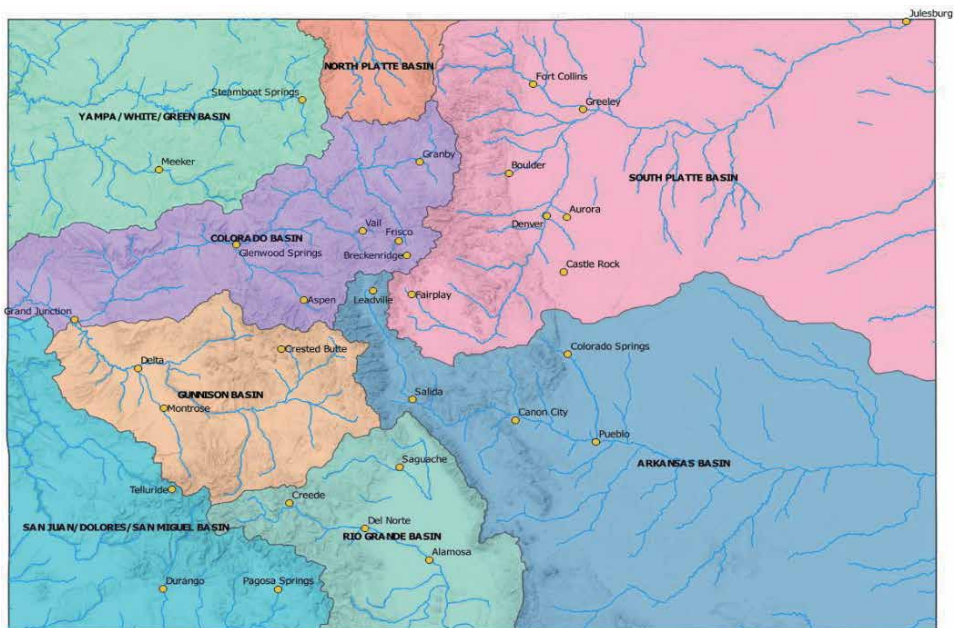 Julesburg
NORTH PLATTE BASIN
Fort Collins
Steamboat Springs
Greeley
YAMPA/WHITE/GREEN BASIN
Granby
Meeker
Boulder
SOUTH PLATTE BASIN
Aurora
Denver
Vail
Frisco
COLORADO BASIN
Glenwood Springs
Breckenridge
Castle Rock
Aspen
Leadville
Fairplay
Grand Junction
Crested Butte
Colorado Springs
Delta
GUNNISON BASIN
Salida
Montrose
Canon City
Pueblo
Saguache
ARKANSAS BASIN
Telluride
Creede
SAN JUAN/DOLORES/SAN MIGUEL BASIN
Del Norte
RIO GRANDE BASIN
Alamosa
Durango
Pagosa Springs